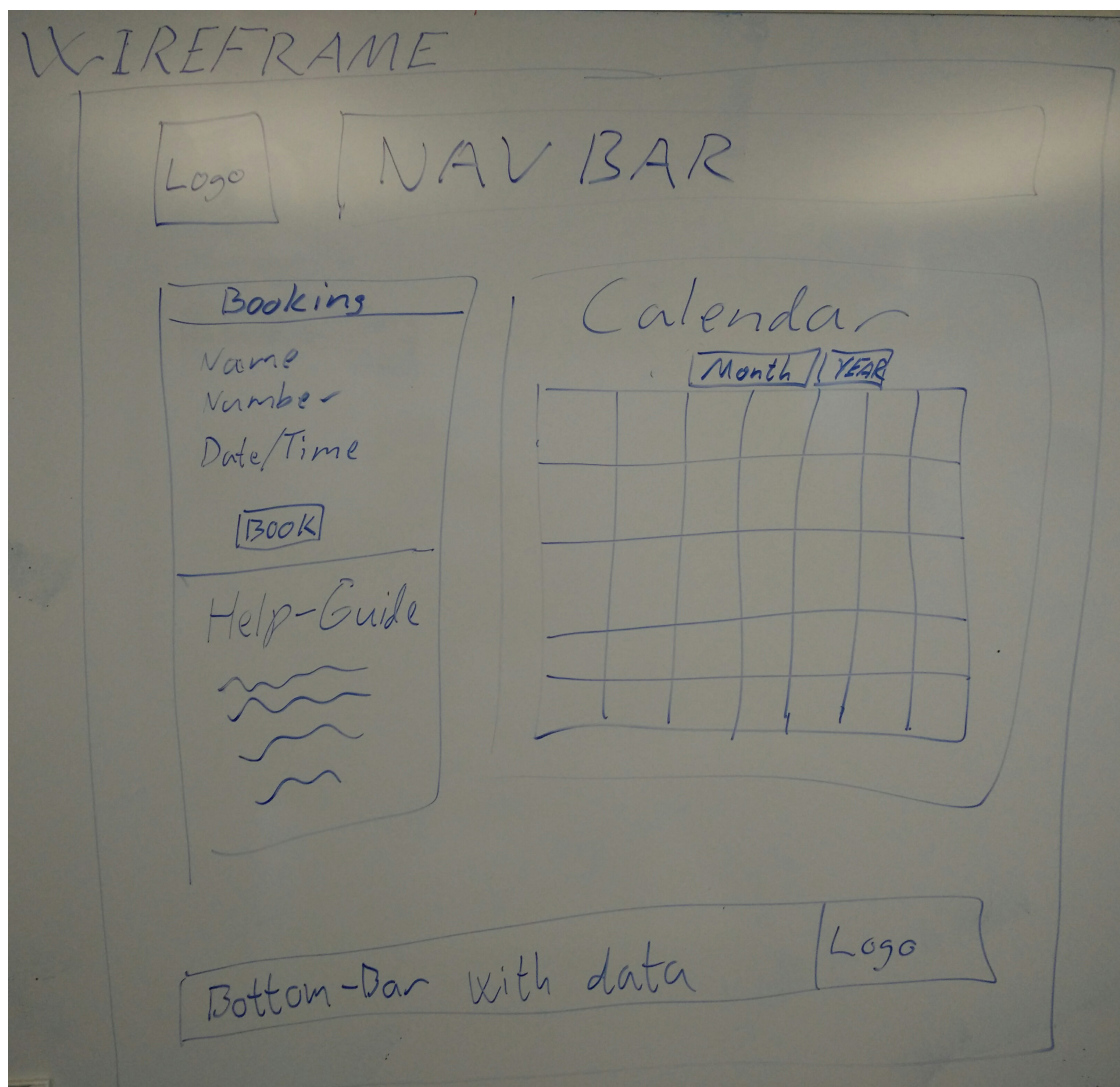 WIREFRAME
Logo
NAV BAR
Booking
Name
Number
Date/Time
BOOK
Help-Guide
Calendar
Month YEAR
Bottom-Bar with data
Logo